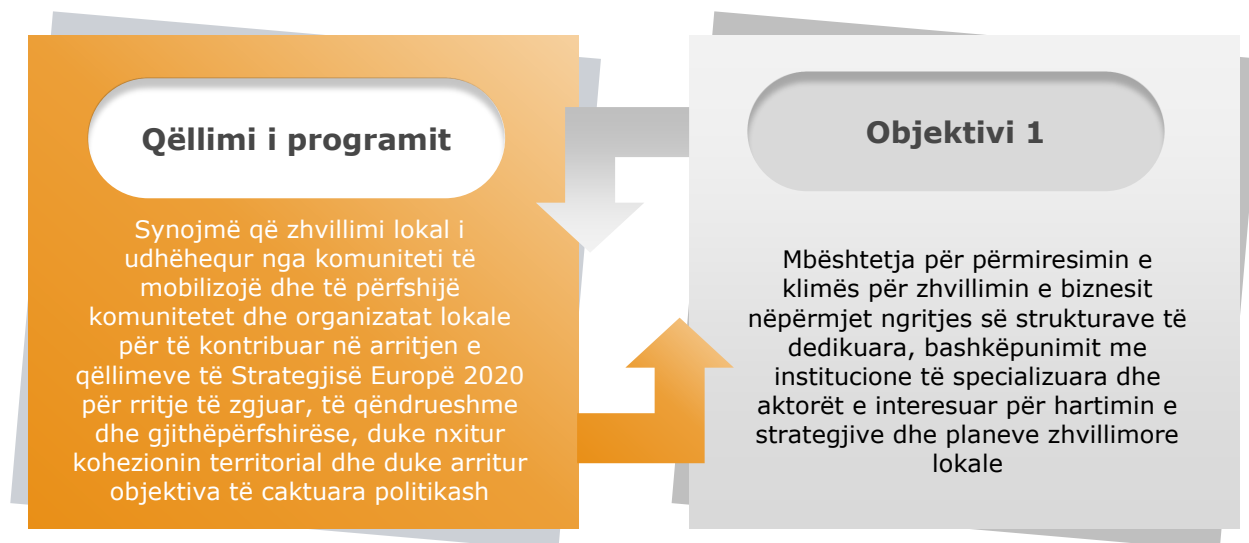 Qëllimi i programit
Synojmë që zhvillimi lokal i
udhëhequr nga komuniteti të
mobilizojë dhe të përfshijë
komunitetet dhe organizatat lokale
për të kontribuar në arritjen e
qëllimeve të Strategjisë Europë 2020
për rritje të zgjuar, të qëndrueshme
dhe gjithëpërfshirëse, duke nxitur
kohezionin territorial dhe duke arritur
objektiva të caktuara politikash
Objektivi 1
Mbështetja për përmiresimin e
klimës për zhvillimin e biznesit
nëpërmjet ngritjes së strukturave të
dedikuara, bashkëpunimit me
institucione të specializuara dhe
aktorët e interesuar për hartimin e
strategjive dhe planeve zhvillimore
lokale